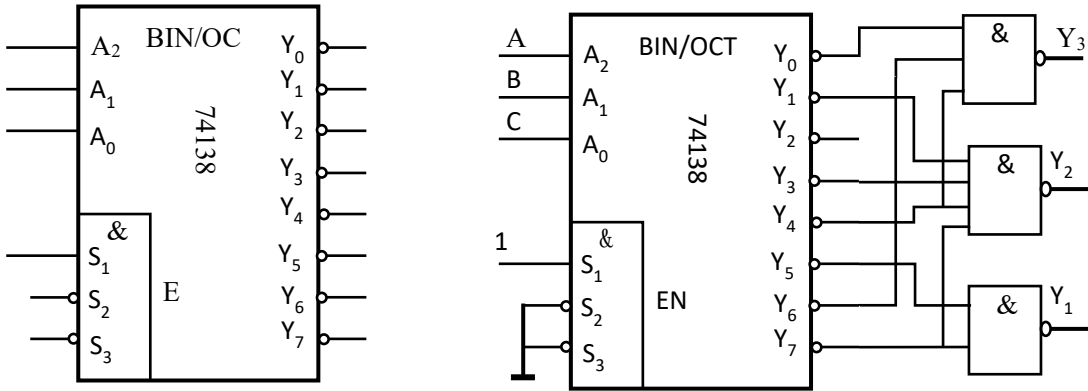 BIN/OC
74138
A2
A1
A0
&
S1
S2
S3
E
Y0
Y1
Y2
Y3
Y4
Y5
Y6
Y7
A
B
C
1
BIN/OCT
74138
A2
A1
A0
&
S1
S2
S3
EN
Y0
Y1
Y2
Y3
Y4
Y5
Y6
Y7
& Y3
& Y2
& Y1